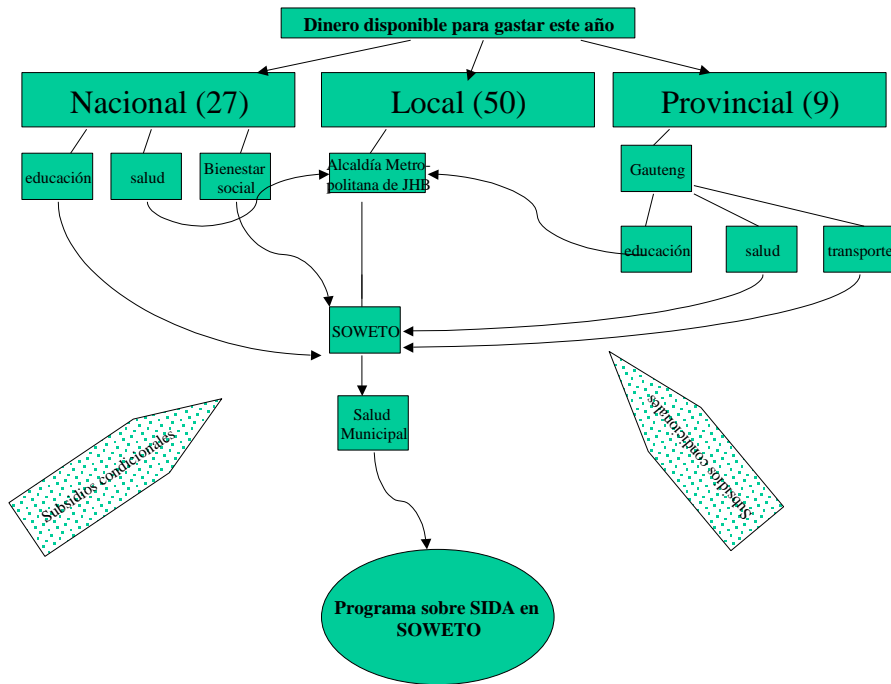 Dinero disponible para gastar este año
Nacional (27)
Local (50)
Provincial (9)
educación
salud
Bienestar
social
Alcaldía Metro-
politana de JHB
Gauteng
educación
salud
transporte
SOWETO
Salud
Municipal
Subsidios condicionales
Subsidios condicionales
Programa sobre SIDA en
SOWETO